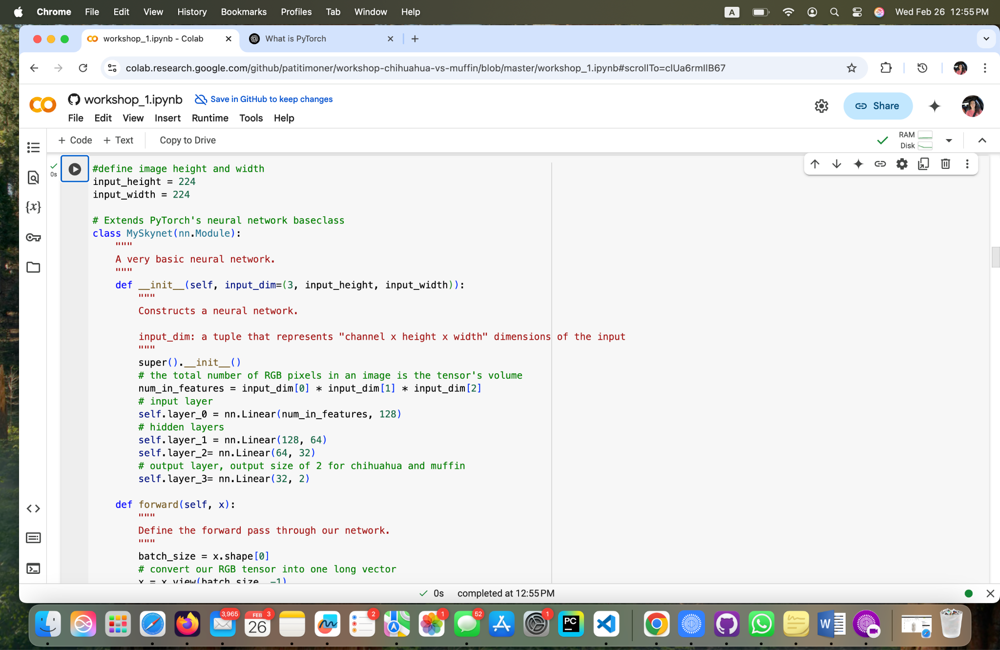 Chrome File Edit View History Bookmarks Profiles Tab Window Help A Wed Feb 26 12:55 PM
workshop_1.ipynb - Colab What is PyTorch
colab.research.google.com/github/patitimoner/workshop-chihuahua-vs-muffin/blob/master/workshop_1.ipynb#scrollTo=clUa6rmIlB67
workshop_1.ipynb Save in GitHub to keep changes
Share
File Edit View Insert Runtime Tools Help
+ Code + Text Copy to Drive
RAM
Disk
0s
#define image height and width
input_height = 224
input_width = 224
# Extends PyTorch's neural network baseclass
class MySkynet(nn.Module):
"""
A very basic neural network.
"""
def __init__(self, input_dim=(3, input_height, input_width)):
"""
Constructs a neural network.
input_dim: a tuple that represents "channel x height x width" dimensions of the input
"""
super().__init__()
# the total number of RGB pixels in an image is the tensor's volume
num_in_features = input_dim[0] * input_dim[1] * input_dim[2]
# input layer
self.layer_0 = nn.Linear(num_in_features, 128)
# hidden layers
self.layer_1 = nn.Linear(128, 64)
self.layer_2= nn.Linear(64, 32)
# output layer, output size of 2 for chihuahua and muffin
self.layer_3= nn.Linear(32, 2)
def forward(self, x):
"""
Define the forward pass through our network.
"""
batch_size = x.shape[0]
# convert our RGB tensor into one long vector
x = x.view(batch_size, -1)
0s completed at 12:55 PM
3,965 FEB 3 2 1 52 1
26 PC W